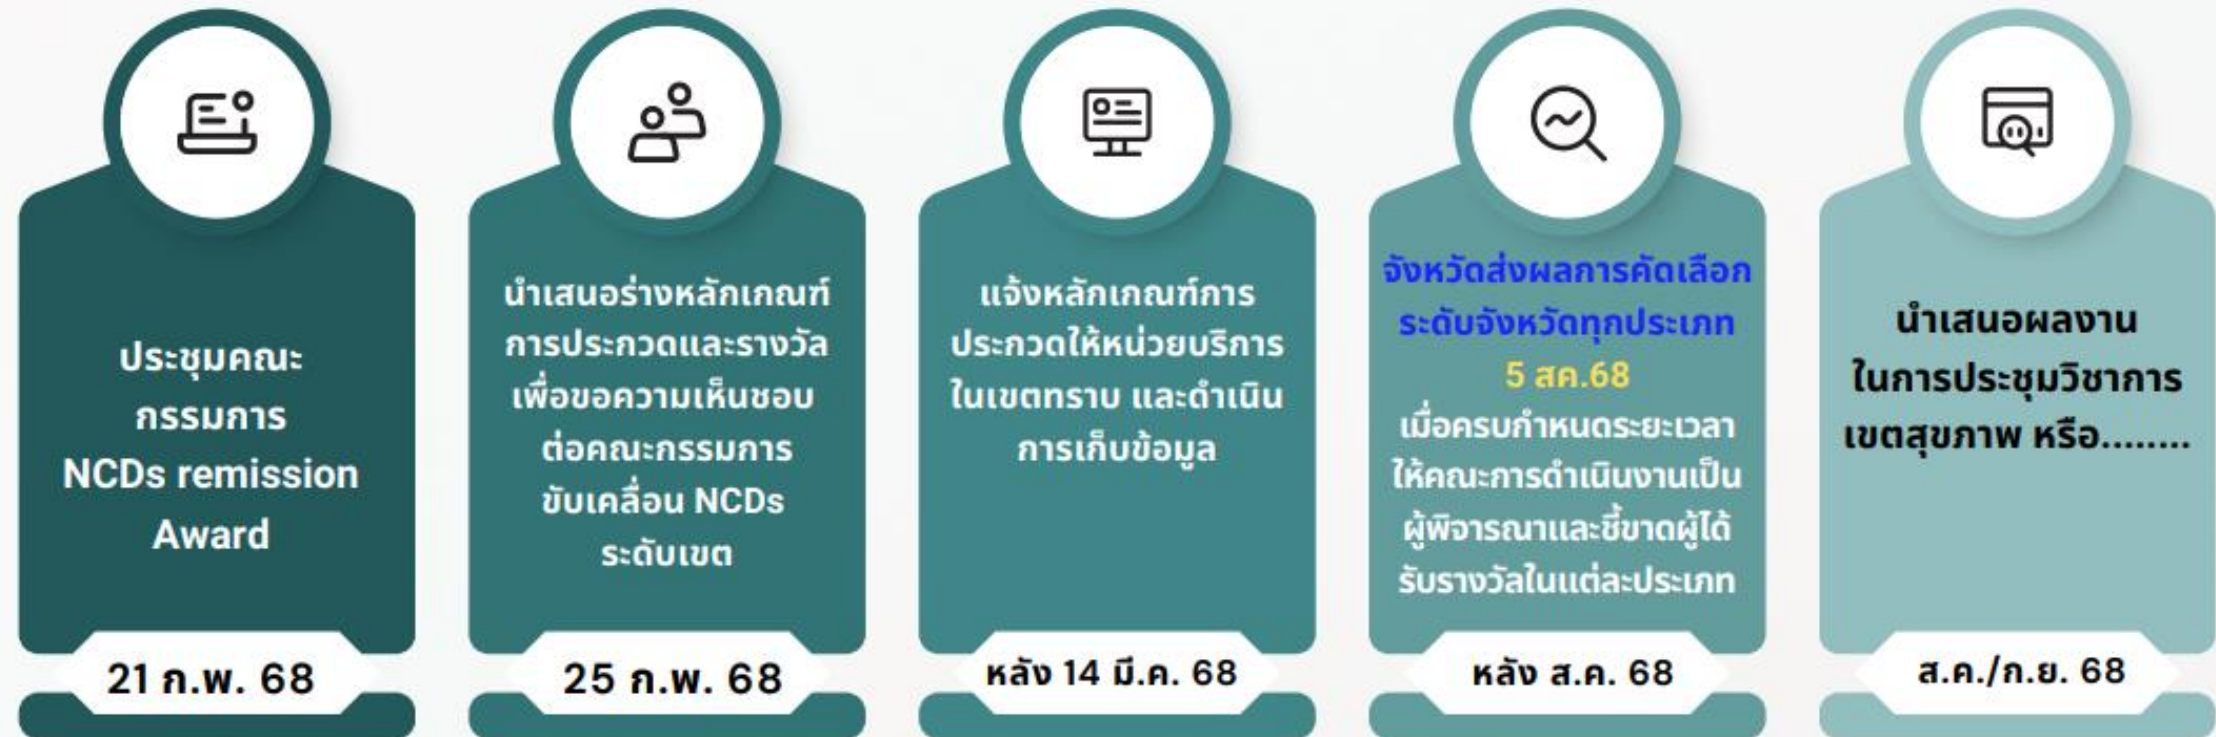 ประชุมคณะ
กรรมการ
NCDs remission
Award
21 ก.พ. 68
นำเสนอร่างหลักเกณฑ์
การประกวดและรางวัล
เพื่อขอความเห็นชอบ
ต่อคณะกรรมการ
ขับเคลื่อน NCDs
ระดับเขต
25 ก.พ. 68
แจ้งหลักเกณฑ์การ
ประกวดให้หน่วยบริการ
ในเขตทราบ และดำเนิน
การเก็บข้อมูล
หลัง 14 มี.ค. 68
จังหวัดส่งผลการคัดเลือก
ระดับจังหวัดทุกประเภท
5 สค.68
เมื่อครบกำหนดระยะเวลา
ให้คณะการดำเนินงานเป็น
ผู้พิจารณาและชี้ขาดผู้ได้
รับรางวัลในแต่ละประเภท
หลัง ส.ค. 68
นำเสนอผลงาน
ในการประชุมวิชาการ
เขตสุขภาพ หรือ........
ส.ค./ก.ย. 68